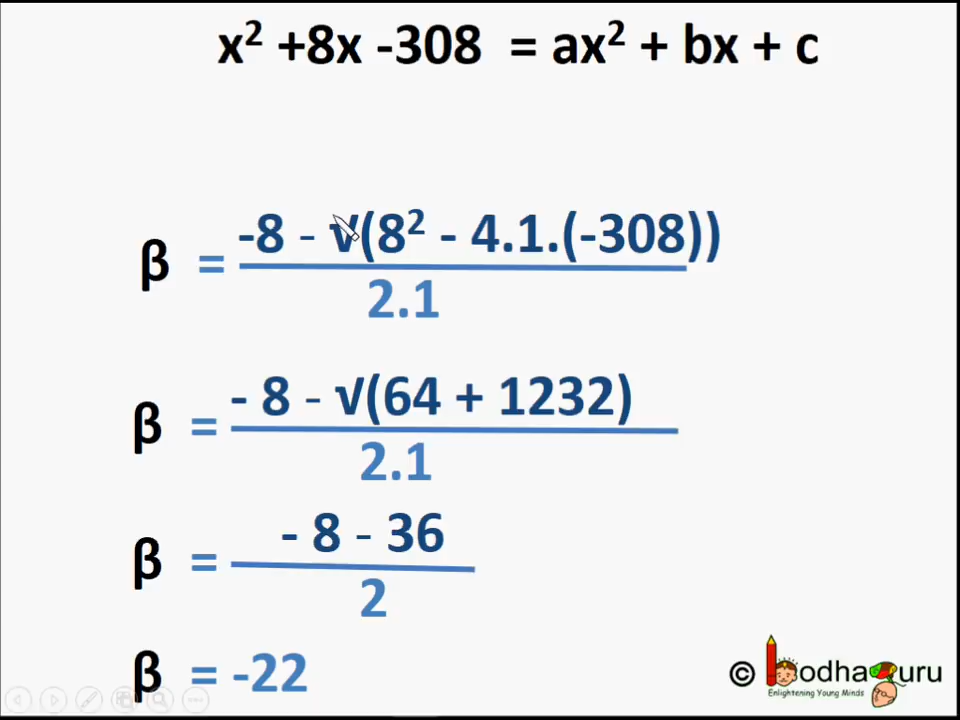 x² +8x -308 = ax² + bx + c
-8 - √(8² - 4.1.(-308))
β =
2.1
- 8 - √(64 + 1232)
β =
2.1
- 8 - 36
β =
2
β = -22
© bodhaGuru
Enlightening Young Minds